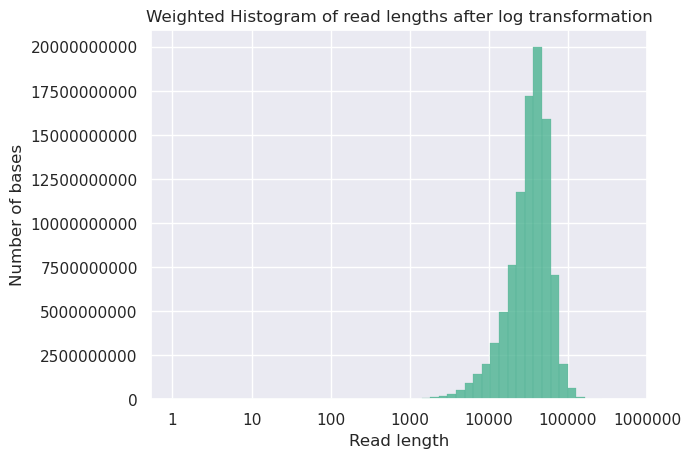 Weighted Histogram of read lengths after log transformation
20000000000
17500000000
15000000000
12500000000
10000000000
7500000000
5000000000
2500000000
0
Number of bases
1 10 100 1000 10000 100000 1000000
Read length